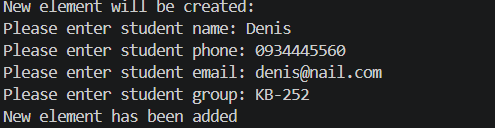 New element will be created:
Please enter student name: Denis
Please enter student phone: 0934445560
Please enter student email: denis@nail.com
Please enter student group: KB-252
New element has been added